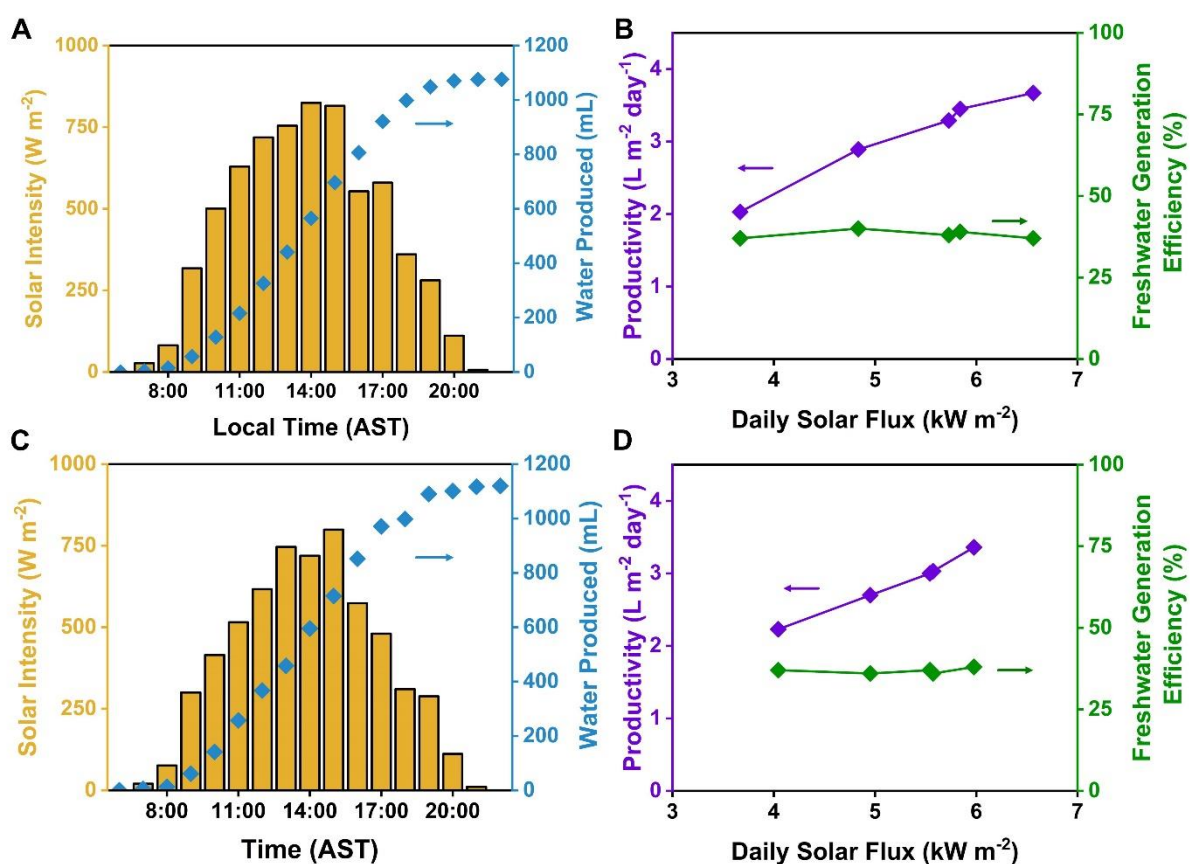 A
1000
750
500
250
0
Solar Intensity (W m-2)
8:00 11:00 14:00 17:00 20:00
Local Time (AST)
1200
1000
800
600
400
200
0
Water Produced (mL)
B
4
3
2
1
0
Productivity (L m-2 day-1)
3 4 5 6 7
Daily Solar Flux (kW m-2)
100
75
50
25
0
Freshwater Generation
Efficiency (%)
C
1000
750
500
250
0
Solar Intensity (W m-2)
8:00 11:00 14:00 17:00 20:00
Time (AST)
1200
1000
800
600
400
200
0
Water Produced (mL)
D
4
3
2
1
0
Productivity (L m-2 day-1)
3 4 5 6 7
Daily Solar Flux (kW m-2)
100
75
50
25
0
Freshwater Generation
Efficiency (%)